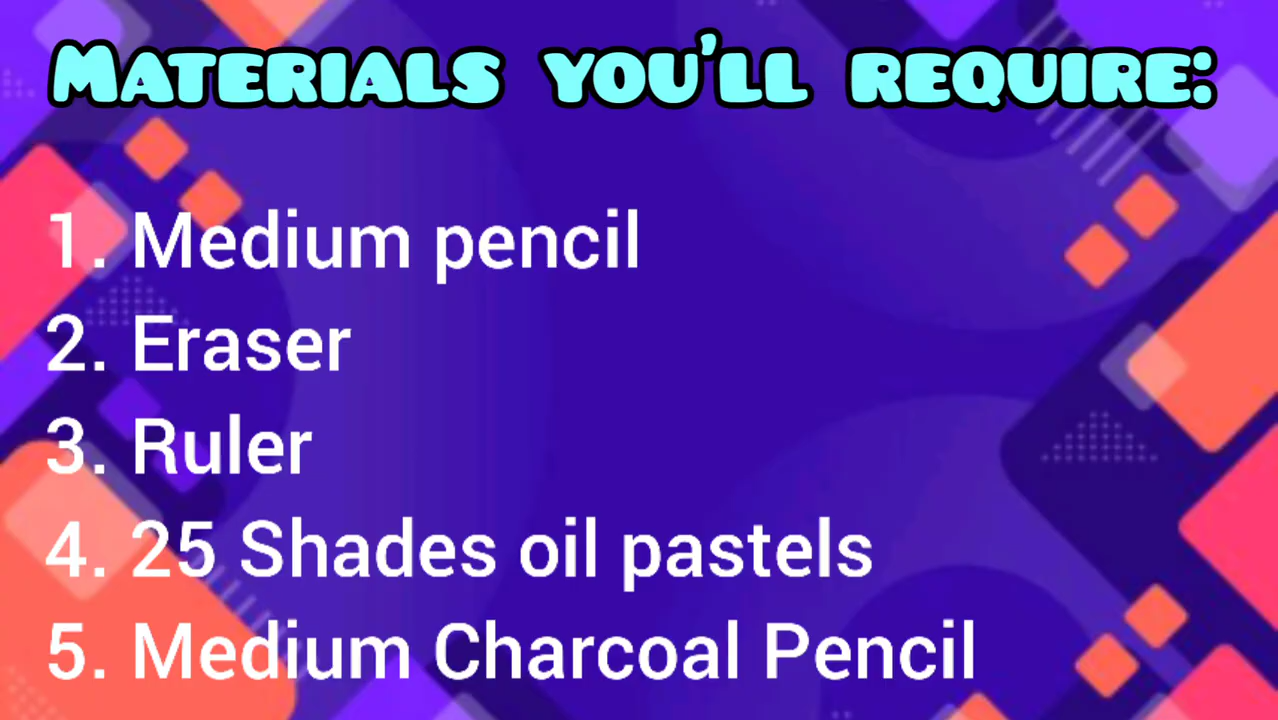 Materials you'll require:
1. Medium pencil
2. Eraser
3. Ruler
4. 25 Shades oil pastels
5. Medium Charcoal Pencil